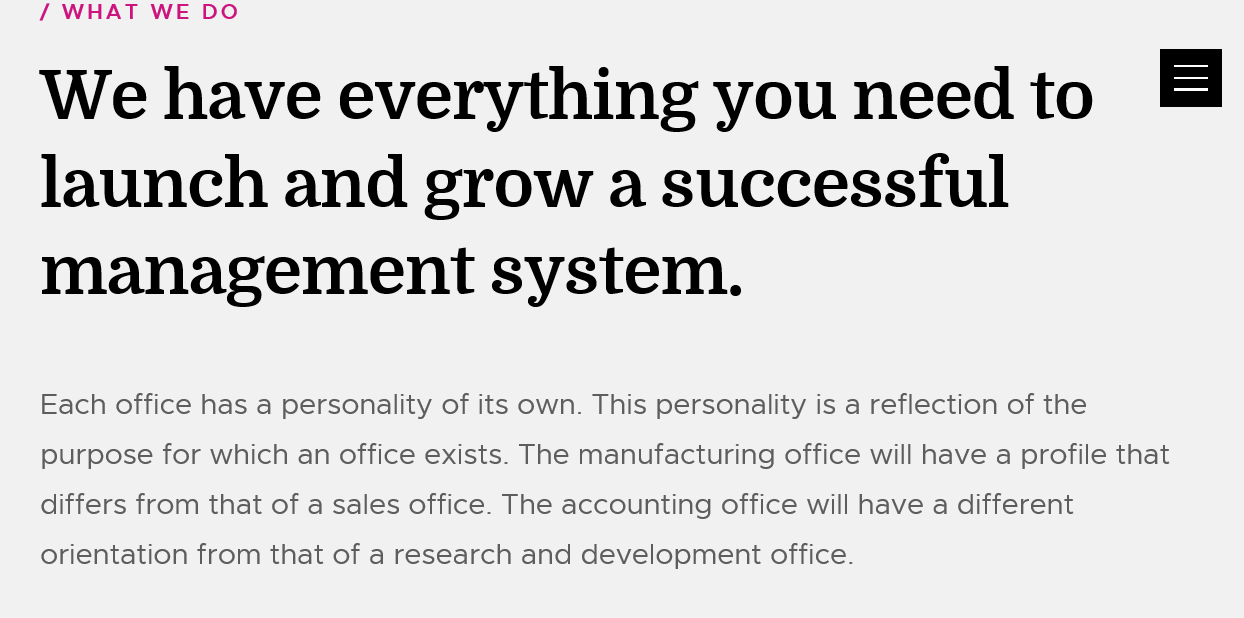 / WHAT WE DO
We have everything you need to
launch and grow a successful
management system.
Each office has a personality of its own. This personality is a reflection of the
purpose for which an office exists. The manufacturing office will have a profile that
differs from that of a sales office. The accounting office will have a different
orientation from that of a research and development office.